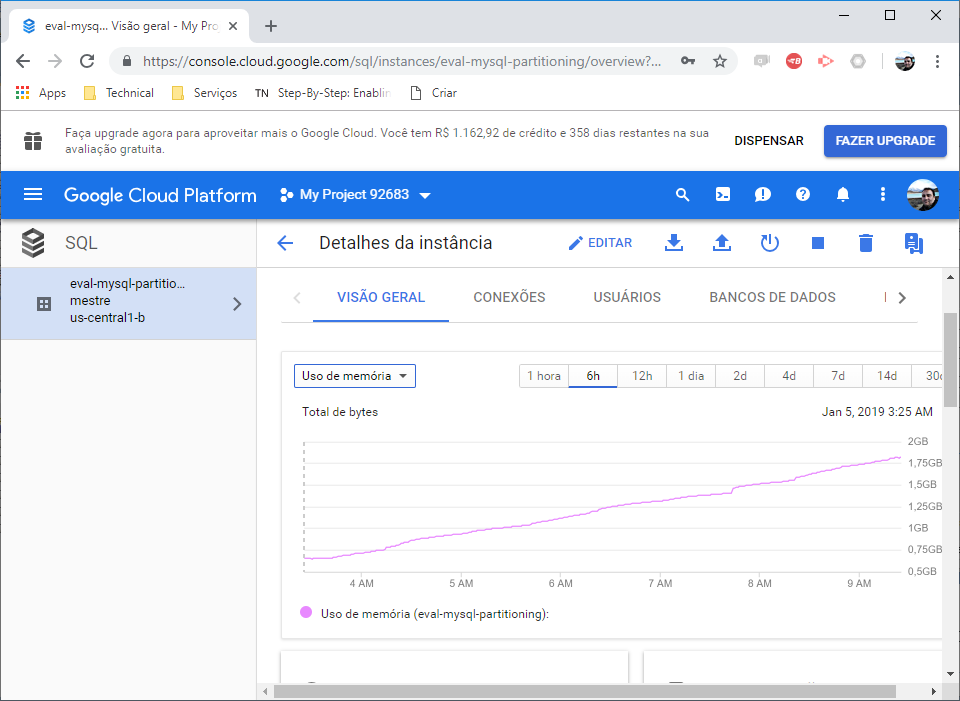 eval-mysq... Visão geral - My Pro
https://console.cloud.google.com/sql/instances/eval-mysql-partitioning/overview?...
Apps Technical Serviços TN Step-By-Step: Enablin Criar
Faça upgrade agora para aproveitar mais o Google Cloud. Você tem R$ 1.162,92 de crédito e 358 dias restantes na sua
avaliação gratuita.
DISPENSAR
FAZER UPGRADE
Google Cloud Platform My Project 92683
SQL
Detalhes da instância
EDITAR
eval-mysql-partitio...
mestre
us-central1-b
VISÃO GERAL CONEXÕES USUÁRIOS BANCOS DE DADOS
Uso de memória
1 hora 6h 12h 1 dia 2d 4d 7d 14d 30d
Total de bytes
Jan 5, 2019 3:25 AM
2GB
1,75GB
1,5GB
1,25GB
1GB
0,75GB
0,5GB
4 AM 5 AM 6 AM 7 AM 8 AM 9 AM
Uso de memória (eval-mysql-partitioning):